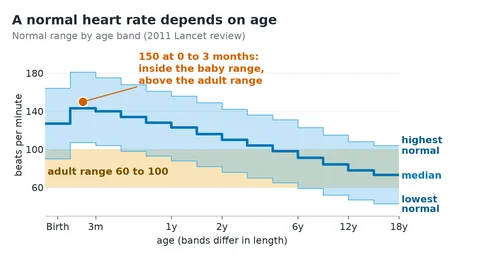 A normal heart rate depends on age
Normal range by age band (2011 Lancet review)
150 at 0 to 3 months:
inside the baby range,
above the adult range
beats per minute
180
140
100
60
highest
normal
median
lowest
normal
adult range 60 to 100
Birth
3m
1y
2y
6y
12y
18y
age (bands differ in length)